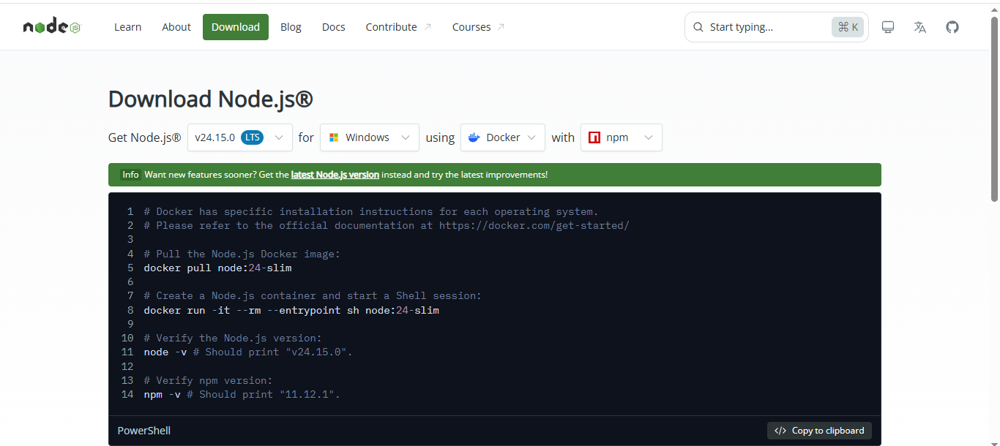 node js Learn About Download Blog Docs Contribute Courses Start typing... ⌘ K
Download Node.js®
Get Node.js® v24.15.0 LTS for Windows using Docker with npm
Info Want new features sooner? Get the latest Node.js version instead and try the latest improvements!
1 # Docker has specific installation instructions for each operating system.
2 # Please refer to the official documentation at https://docker.com/get-started/
3
4 # Pull the Node.js Docker image:
5 docker pull node:24-slim
6
7 # Create a Node.js container and start a Shell session:
8 docker run -it --rm --entrypoint sh node:24-slim
9
10 # Verify the Node.js version:
11 node -v # Should print "v24.15.0".
12
13 # Verify npm version:
14 npm -v # Should print "11.12.1".
PowerShell </> Copy to clipboard